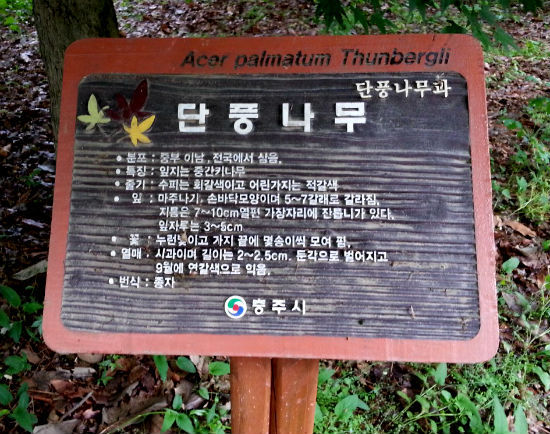 Acer palmatum Thunbergli
단풍나무과
단풍나무
• 분포 : 중부 이남, 전국에서 심음.
• 특징 : 잎지는 중간키나무
• 줄기 : 수피는 회갈색이고 어린가지는 적갈색
• 잎 : 마주나기, 손바닥모양이며 5~7갈래로 갈라짐.
지름은 7~10cm열편 가장자리에 잔톱니가 있다.
잎자루는 3~5cm
• 꽃 : 누런빛이고 가지 끝에 몇송이씩 모여 핌.
• 열매 : 시과이며 길이는 2~2.5cm. 둔각으로 벌어지고
9월에 연갈색으로 익음.
• 번식 : 종자
충주시